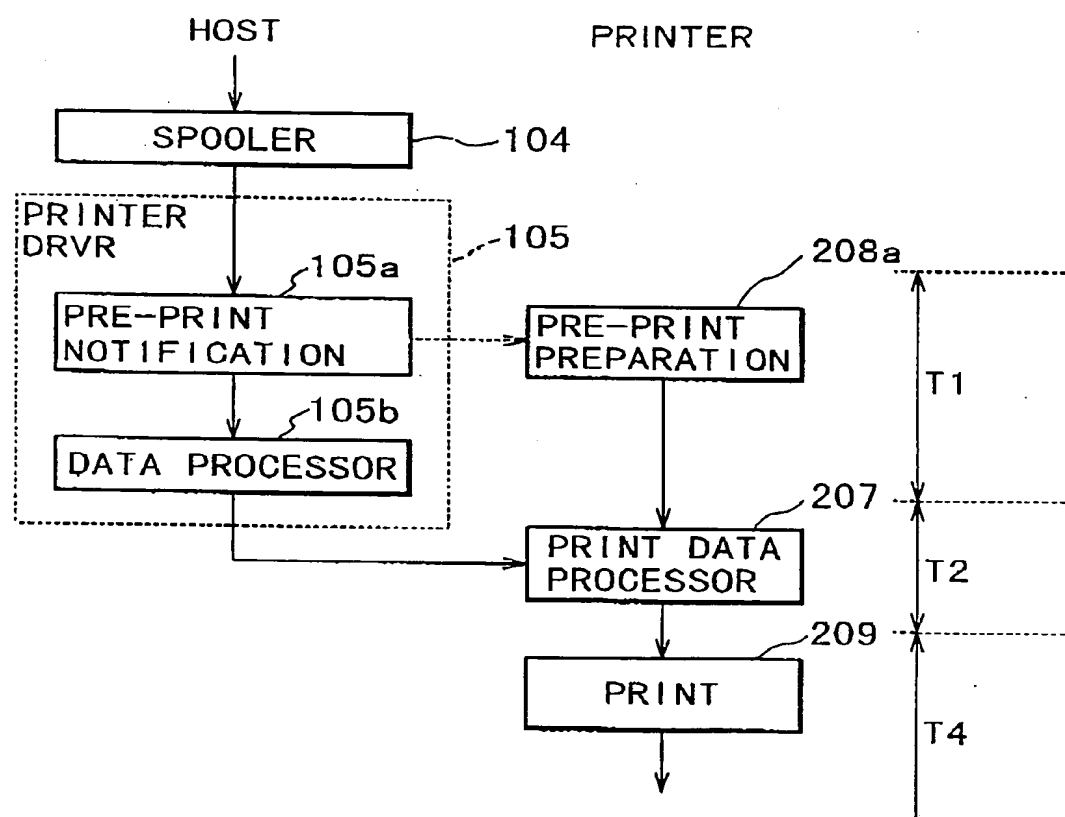 HOST
PRINTER
SPOOLER
104
PRINTER
DRVR
105
105a
208a
PRE-PRINT
NOTIFICATION
PRE-PRINT
PREPARATION
T1
105b
DATA PROCESSOR
207
PRINT DATA
PROCESSOR
T2
209
PRINT
T4